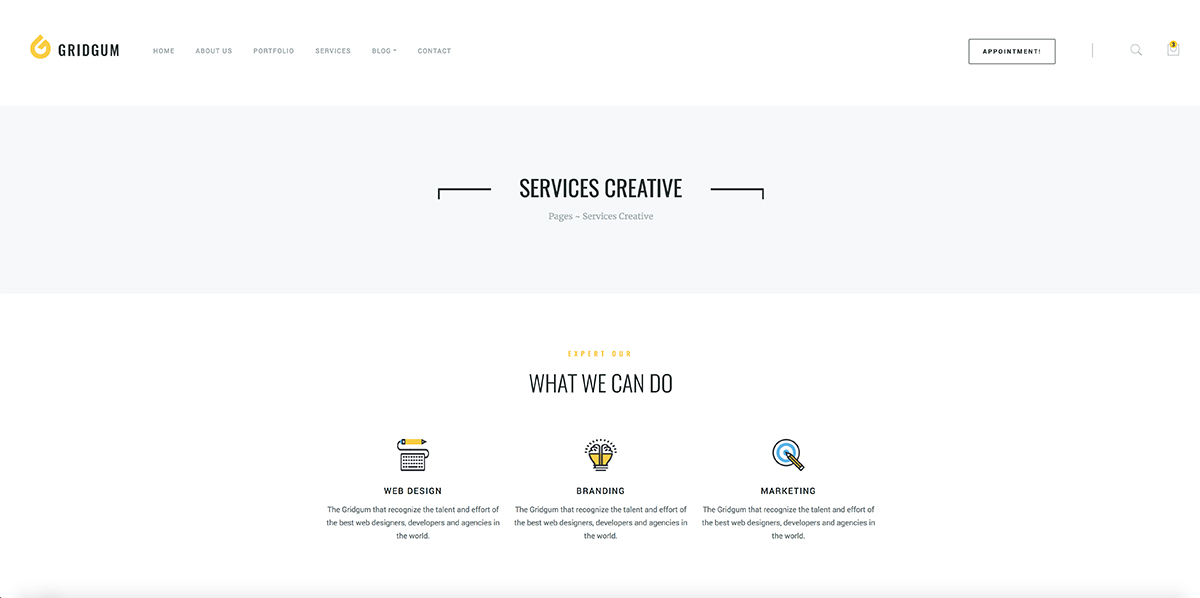 GRIDGUM
HOME ABOUT US PORTFOLIO SERVICES BLOG CONTACT
APPOINTMENT!
3
SERVICES CREATIVE
Pages ~ Services Creative
EXPERT OUR
WHAT WE CAN DO
WEB DESIGN
The Gridgum that recognize the talent and effort of
the best web designers, developers and agencies in
the world.
BRANDING
The Gridgum that recognize the talent and effort of
the best web designers, developers and agencies in
the world.
MARKETING
The Gridgum that recognize the talent and effort of
the best web designers, developers and agencies in
the world.